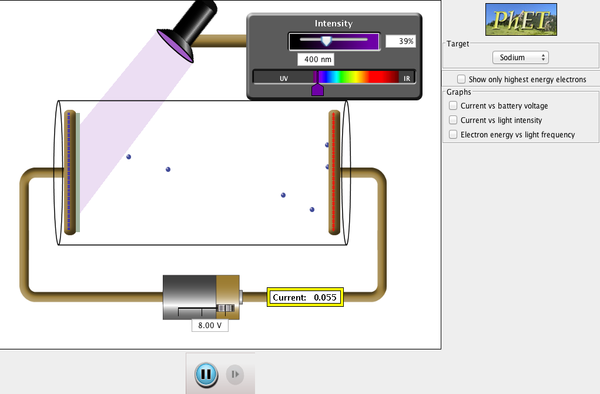 Intensity
39%
400 nm
UV
IR
PhET
Target
Sodium
Show only highest energy electrons
Graphs
Current vs battery voltage
Current vs light intensity
Electron energy vs light frequency
Current: 0.055
8.00 V